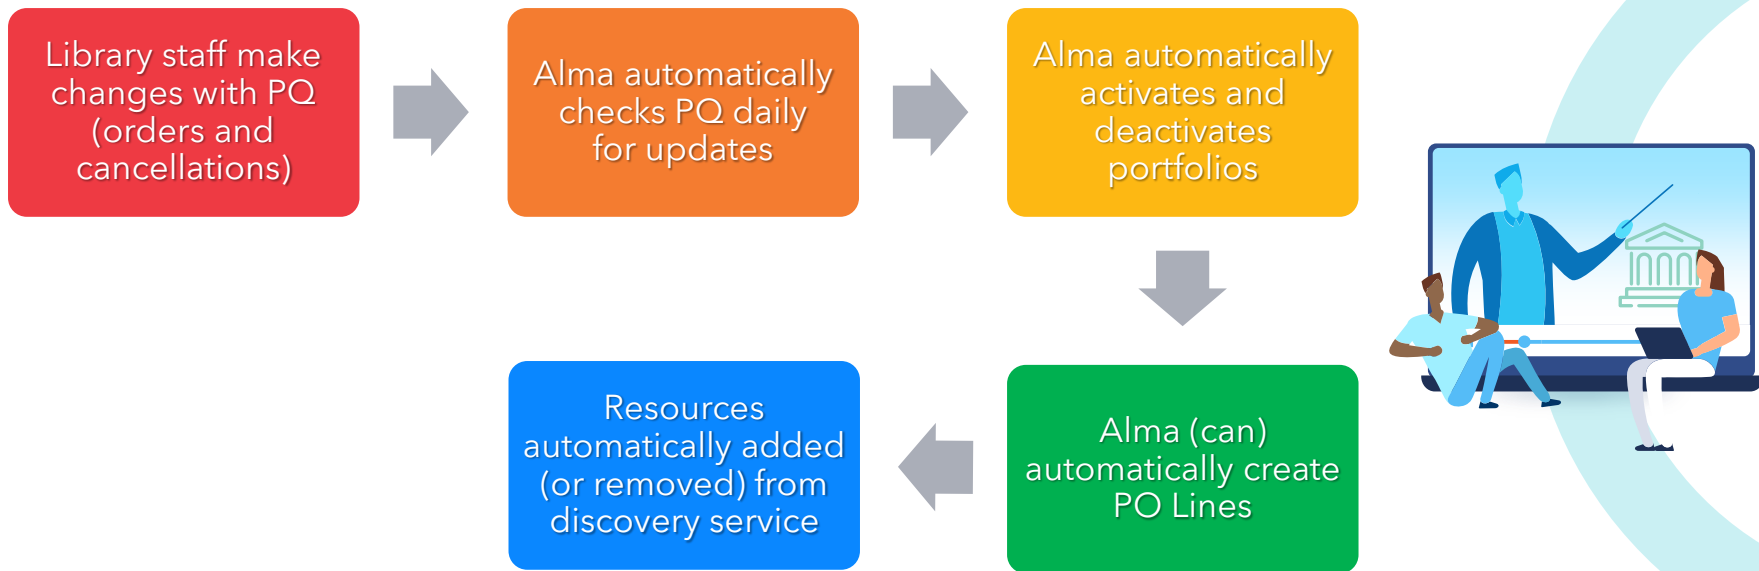 Library staff make
changes with PQ
(orders and
cancellations)
Alma automatically
checks PQ daily
for updates
Alma automatically
activates and
deactivates
portfolios
Alma (can)
automatically create
PO Lines
Resources
automatically added
(or removed) from
discovery service